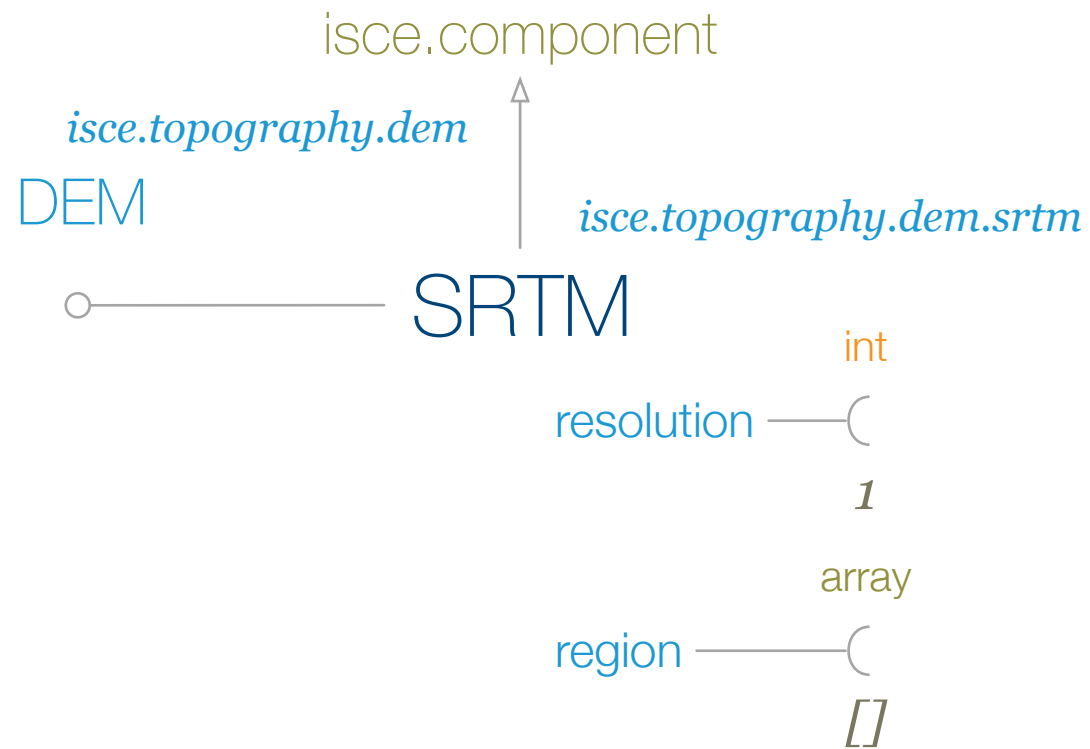 isce.component
isce.topography.dem
DEM
isce.topography.dem.srtm
SRTM
int
resolution
1
array
region
[]